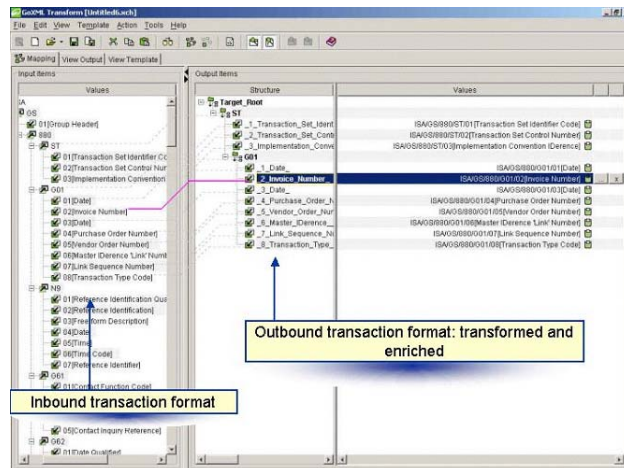 GoXML Transform [Untitled6.xch]
File Edit View Template Action Tools Help
Mapping View Output View Template
Input Items
Values
ISA
GS
01[Group Header]
880
ST
01[Transaction Set Identifier Co
02[Transaction Set Control Nur
03[Implementation Convention
G01
01[Date]
02[Invoice Number]
03[Date]
04[Purchase Order Number]
05[Vendor Order Number]
06[Master IDerence 'Link' Numb
07[Link Sequence Number]
08[Transaction Type Code]
N9
01[Reference Identification Qua
02[Reference Identification]
03[Free form Description]
04[Date]
05[Time]
06[Time Code]
07[Reference Identifier]
G61
01[Contact Function Code]
05[Contact Inquiry Reference]
G62
01[Date Qualifier]
Output Items
Structure Values
Target_Root
ST
_1_Transaction_Set_Identi ISA/GS/880/ST/01[Transaction Set Identifier Code]
_2_Transaction_Set_Contr ISA/GS/880/ST/02[Transaction Set Control Number]
_3_Implementation_Conve ISA/GS/880/ST/03[Implementation Convention IDerence]
G01
_1_Date_ ISA/GS/880/G01/01[Date]
_2_Invoice_Number_ ISA/GS/880/G01/02[Invoice Number]
_3_Date_ ISA/GS/880/G01/03[Date]
_4_Purchase_Order_N ISA/GS/880/G01/04[Purchase Order Number]
_5_Vendor_Order_Nur ISA/GS/880/G01/05[Vendor Order Number]
_6_Master_IDerence_ ISA/GS/880/G01/06[Master IDerence 'Link' Number]
_7_Link_Sequence_Nu ISA/GS/880/G01/07[Link Sequence Number]
_8_Transaction_Type_ ISA/GS/880/G01/08[Transaction Type Code]
Outbound transaction format: transformed and
enriched
Inbound transaction format